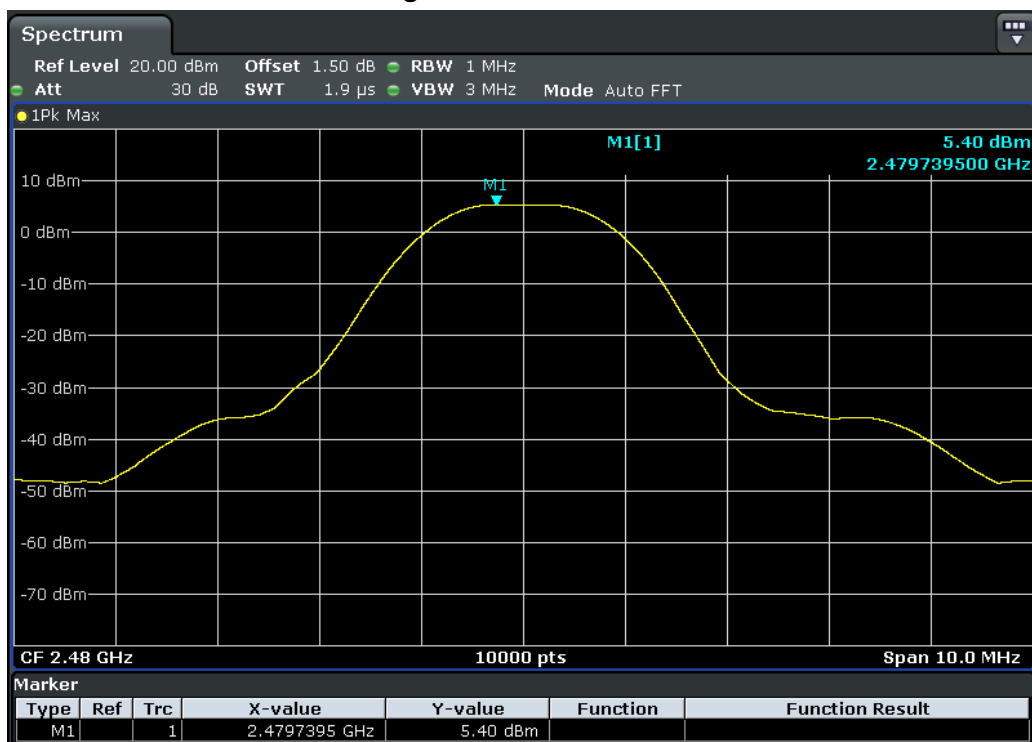 Spectrum
Ref Level 20.00 dBm Offset 1.50 dB RBW 1 MHz
Att 30 dB SWT 1.9 µs VBW 3 MHz Mode Auto FFT
1Pk Max
M1[1] 5.40 dBm
2.479739500 GHz
10 dBm
M1
0 dBm
-10 dBm
-20 dBm
-30 dBm
-40 dBm
-50 dBm
-60 dBm
-70 dBm
CF 2.48 GHz 10000 pts Span 10.0 MHz
Marker
Type Ref Trc X-value Y-value Function Function Result
M1 1 2.4797395 GHz 5.40 dBm